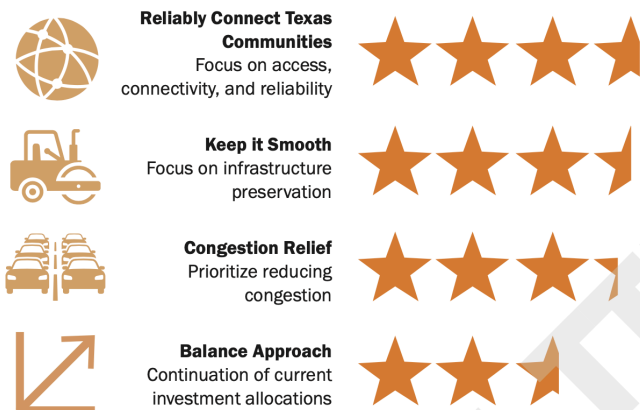 Reliably Connect Texas
Communities
Focus on access,
connectivity, and reliability
Keep it Smooth
Focus on infrastructure
preservation
Congestion Relief
Prioritize reducing
congestion
Balance Approach
Continuation of current
investment allocations